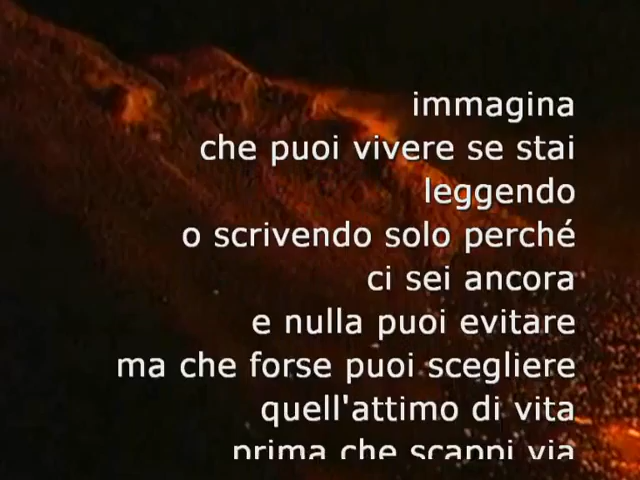 immagina
che puoi vivere se stai
leggendo
o scrivendo solo perché
ci sei ancora
e nulla puoi evitare
ma che forse puoi scegliere
quell'attimo di vita
prima che scappi via